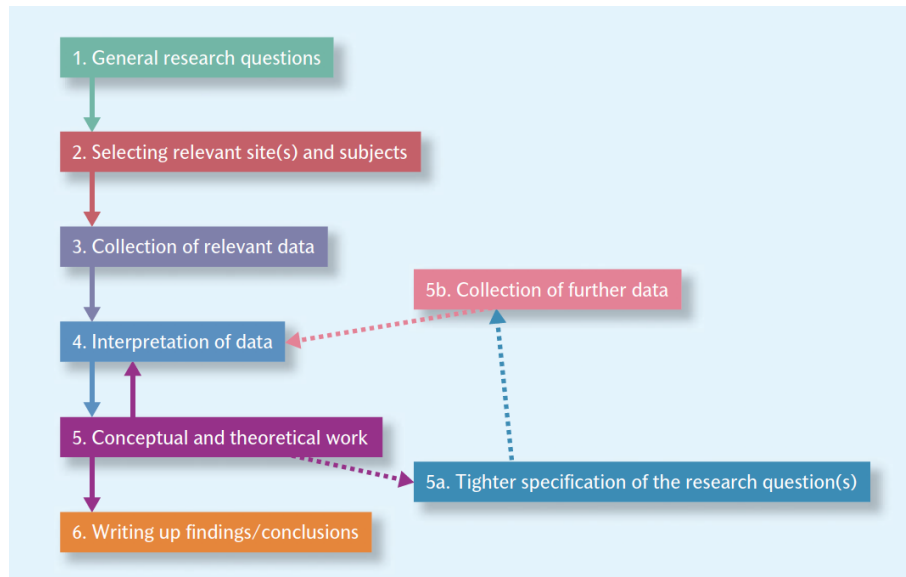 1. General research questions
2. Selecting relevant site(s) and subjects
3. Collection of relevant data
5b. Collection of further data
4. Interpretation of data
5. Conceptual and theoretical work
5a. Tighter specification of the research question(s)
6. Writing up findings/conclusions